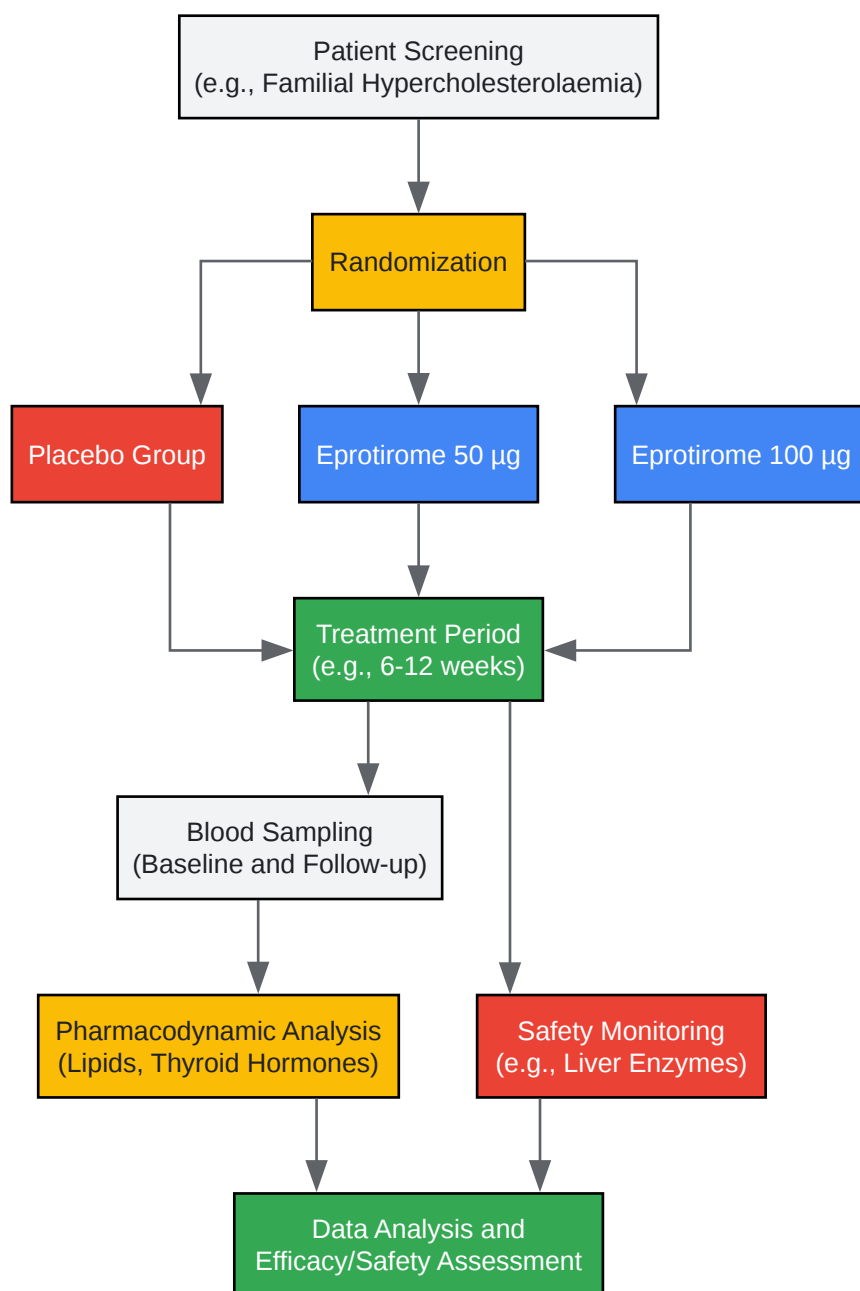 Patient Screening
(e.g., Familial Hypercholesterolaemia)
Randomization
Placebo Group
Eprotirome 50 µg
Eprotirome 100 µg
Treatment Period
(e.g., 6-12 weeks)
Blood Sampling
(Baseline and Follow-up)
Pharmacodynamic Analysis
(Lipids, Thyroid Hormones)
Safety Monitoring
(e.g., Liver Enzymes)
Data Analysis and
Efficacy/Safety Assessment